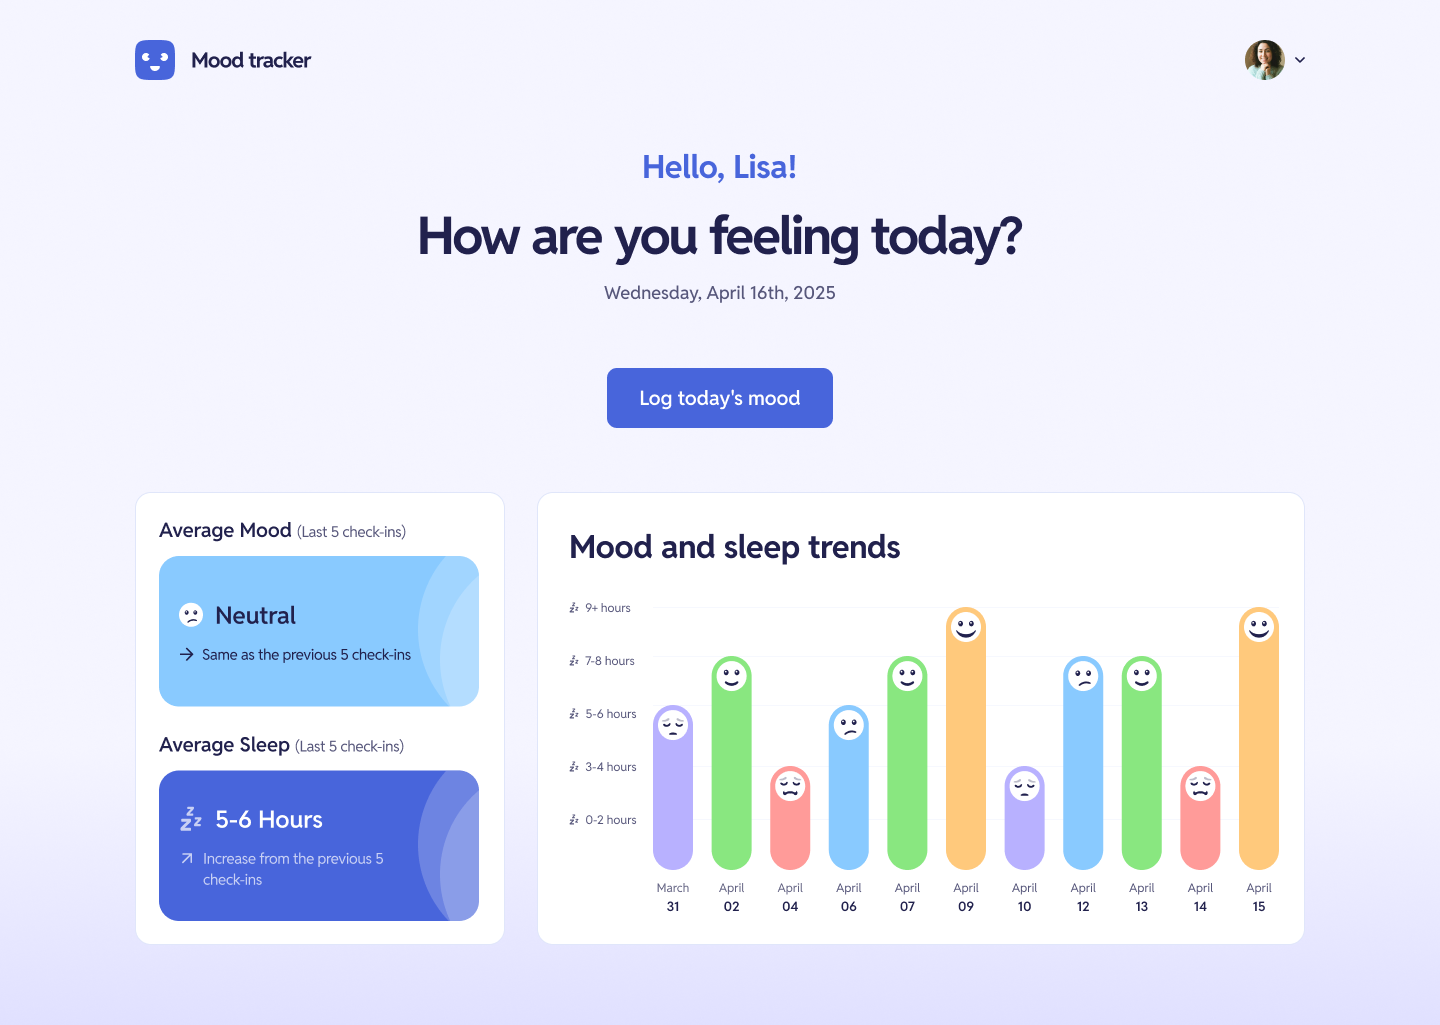 Mood tracker
Hello, Lisa!
How are you feeling today?
Wednesday, April 16th, 2025
Log today's mood
Average Mood (Last 5 check-ins)
Neutral
Same as the previous 5 check-ins
Average Sleep (Last 5 check-ins)
5-6 Hours
Increase from the previous 5
check-ins
Mood and sleep trends
9+ hours
7-8 hours
5-6 hours
3-4 hours
0-2 hours
March April April April April April April April April April April
31 02 04 06 07 09 10 12 13 14 15